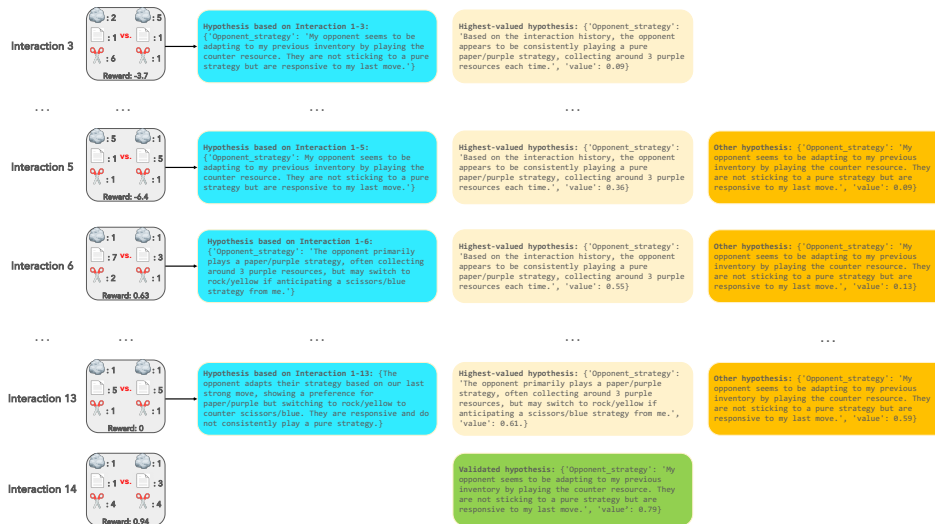 Interaction 3
:2 :5
:1 vs. :1
:6 :1
Reward: -3.7
Hypothesis based on Interaction 1-3:
{'Opponent_strategy': 'My opponent seems to be
adapting to my previous inventory by playing the
counter resource. They are not sticking to a pure
strategy but are responsive to my last move.'}
Highest-valued hypothesis: {'Opponent_strategy':
'Based on the interaction history, the opponent
appears to be consistently playing a pure
paper/purple strategy, collecting around 3 purple
resources each time.', 'value': 0.09}
... ... ... ...
Interaction 5
:5 :1
:1 vs. :5
:1 :1
Reward: -6.4
Hypothesis based on Interaction 1-5:
{'Opponent_strategy': My opponent seems to be
adapting to my previous inventory by playing the
counter resource. They are not sticking to a pure
strategy but are responsive to my last move.'}
Highest-valued hypothesis: {'Opponent_strategy':
'Based on the interaction history, the opponent
appears to be consistently playing a pure
paper/purple strategy, collecting around 3 purple
resources each time.', 'value': 0.36}
Other hypothesis: {'Opponent_strategy': 'My
opponent seems to be adapting to my previous
inventory by playing the counter resource. They
are not sticking to a pure strategy but are
responsive to my last move.', 'value': 0.09}
Interaction 6
:1 :1
:7 vs. :3
:2 :1
Reward: 0.63
Hypothesis based on Interaction 1-6:
{'Opponent_strategy': 'The opponent primarily
plays a paper/purple strategy, often collecting
around 3 purple resources, but may switch to
rock/yellow if anticipating a scissors/blue
strategy from me.'}
Highest-valued hypothesis: {'Opponent_strategy':
'Based on the interaction history, the opponent
appears to be consistently playing a pure
paper/purple strategy, collecting around 3 purple
resources each time.', 'value': 0.55}
Other hypothesis: {'Opponent_strategy': 'My
opponent seems to be adapting to my previous
inventory by playing the counter resource. They
are not sticking to a pure strategy but are
responsive to my last move.', 'value': 0.13}
... ... ... ... ...
Interaction 13
:1 :1
:5 vs. :5
:1 :1
Reward: 0
Hypothesis based on Interaction 1-13: {The
opponent adapts their strategy based on our last
strong move, showing a preference for
paper/purple but switching to rock/yellow to
counter scissors/blue. They are responsive and do
not consistently play a pure strategy.}
Highest-valued hypothesis: {'Opponent_strategy':
'The opponent primarily plays a paper/purple
strategy, often collecting around 3 purple
resources, but may switch to rock/yellow if
anticipating a scissors/blue strategy from me.',
'value': 0.61.}
Other hypothesis: {'Opponent_strategy': 'My
opponent seems to be adapting to my previous
inventory by playing the counter resource. They
are not sticking to a pure strategy but are
responsive to my last move.', 'value': 0.59}
Interaction 14
:1 :1
:1 vs. :3
:4 :4
Reward: 0.94
Validated hypothesis: {'Opponent_strategy': 'My
opponent seems to be adapting to my previous
inventory by playing the counter resource. They
are not sticking to a pure strategy but are
responsive to my last move.', 'value': 0.79}